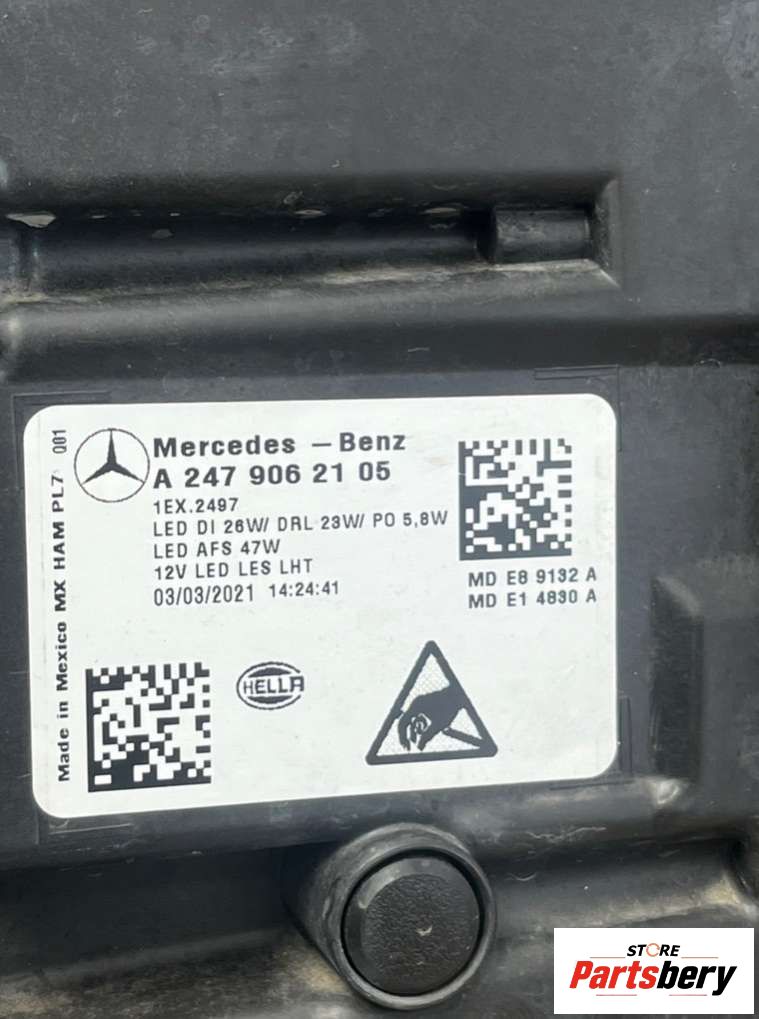 Mercedes – Benz
A 247 906 21 05
1EX.2497
LED DI 26W/ DRL 23W/ PO 5,8W
LED AFS 47W
12V LED LES LHT
03/03/2021 14:24:41
MD E8 9132 A
MD E1 4830 A
Made in Mexico MX HAM PL7 Q01
HELLA
STORE
Partsbery